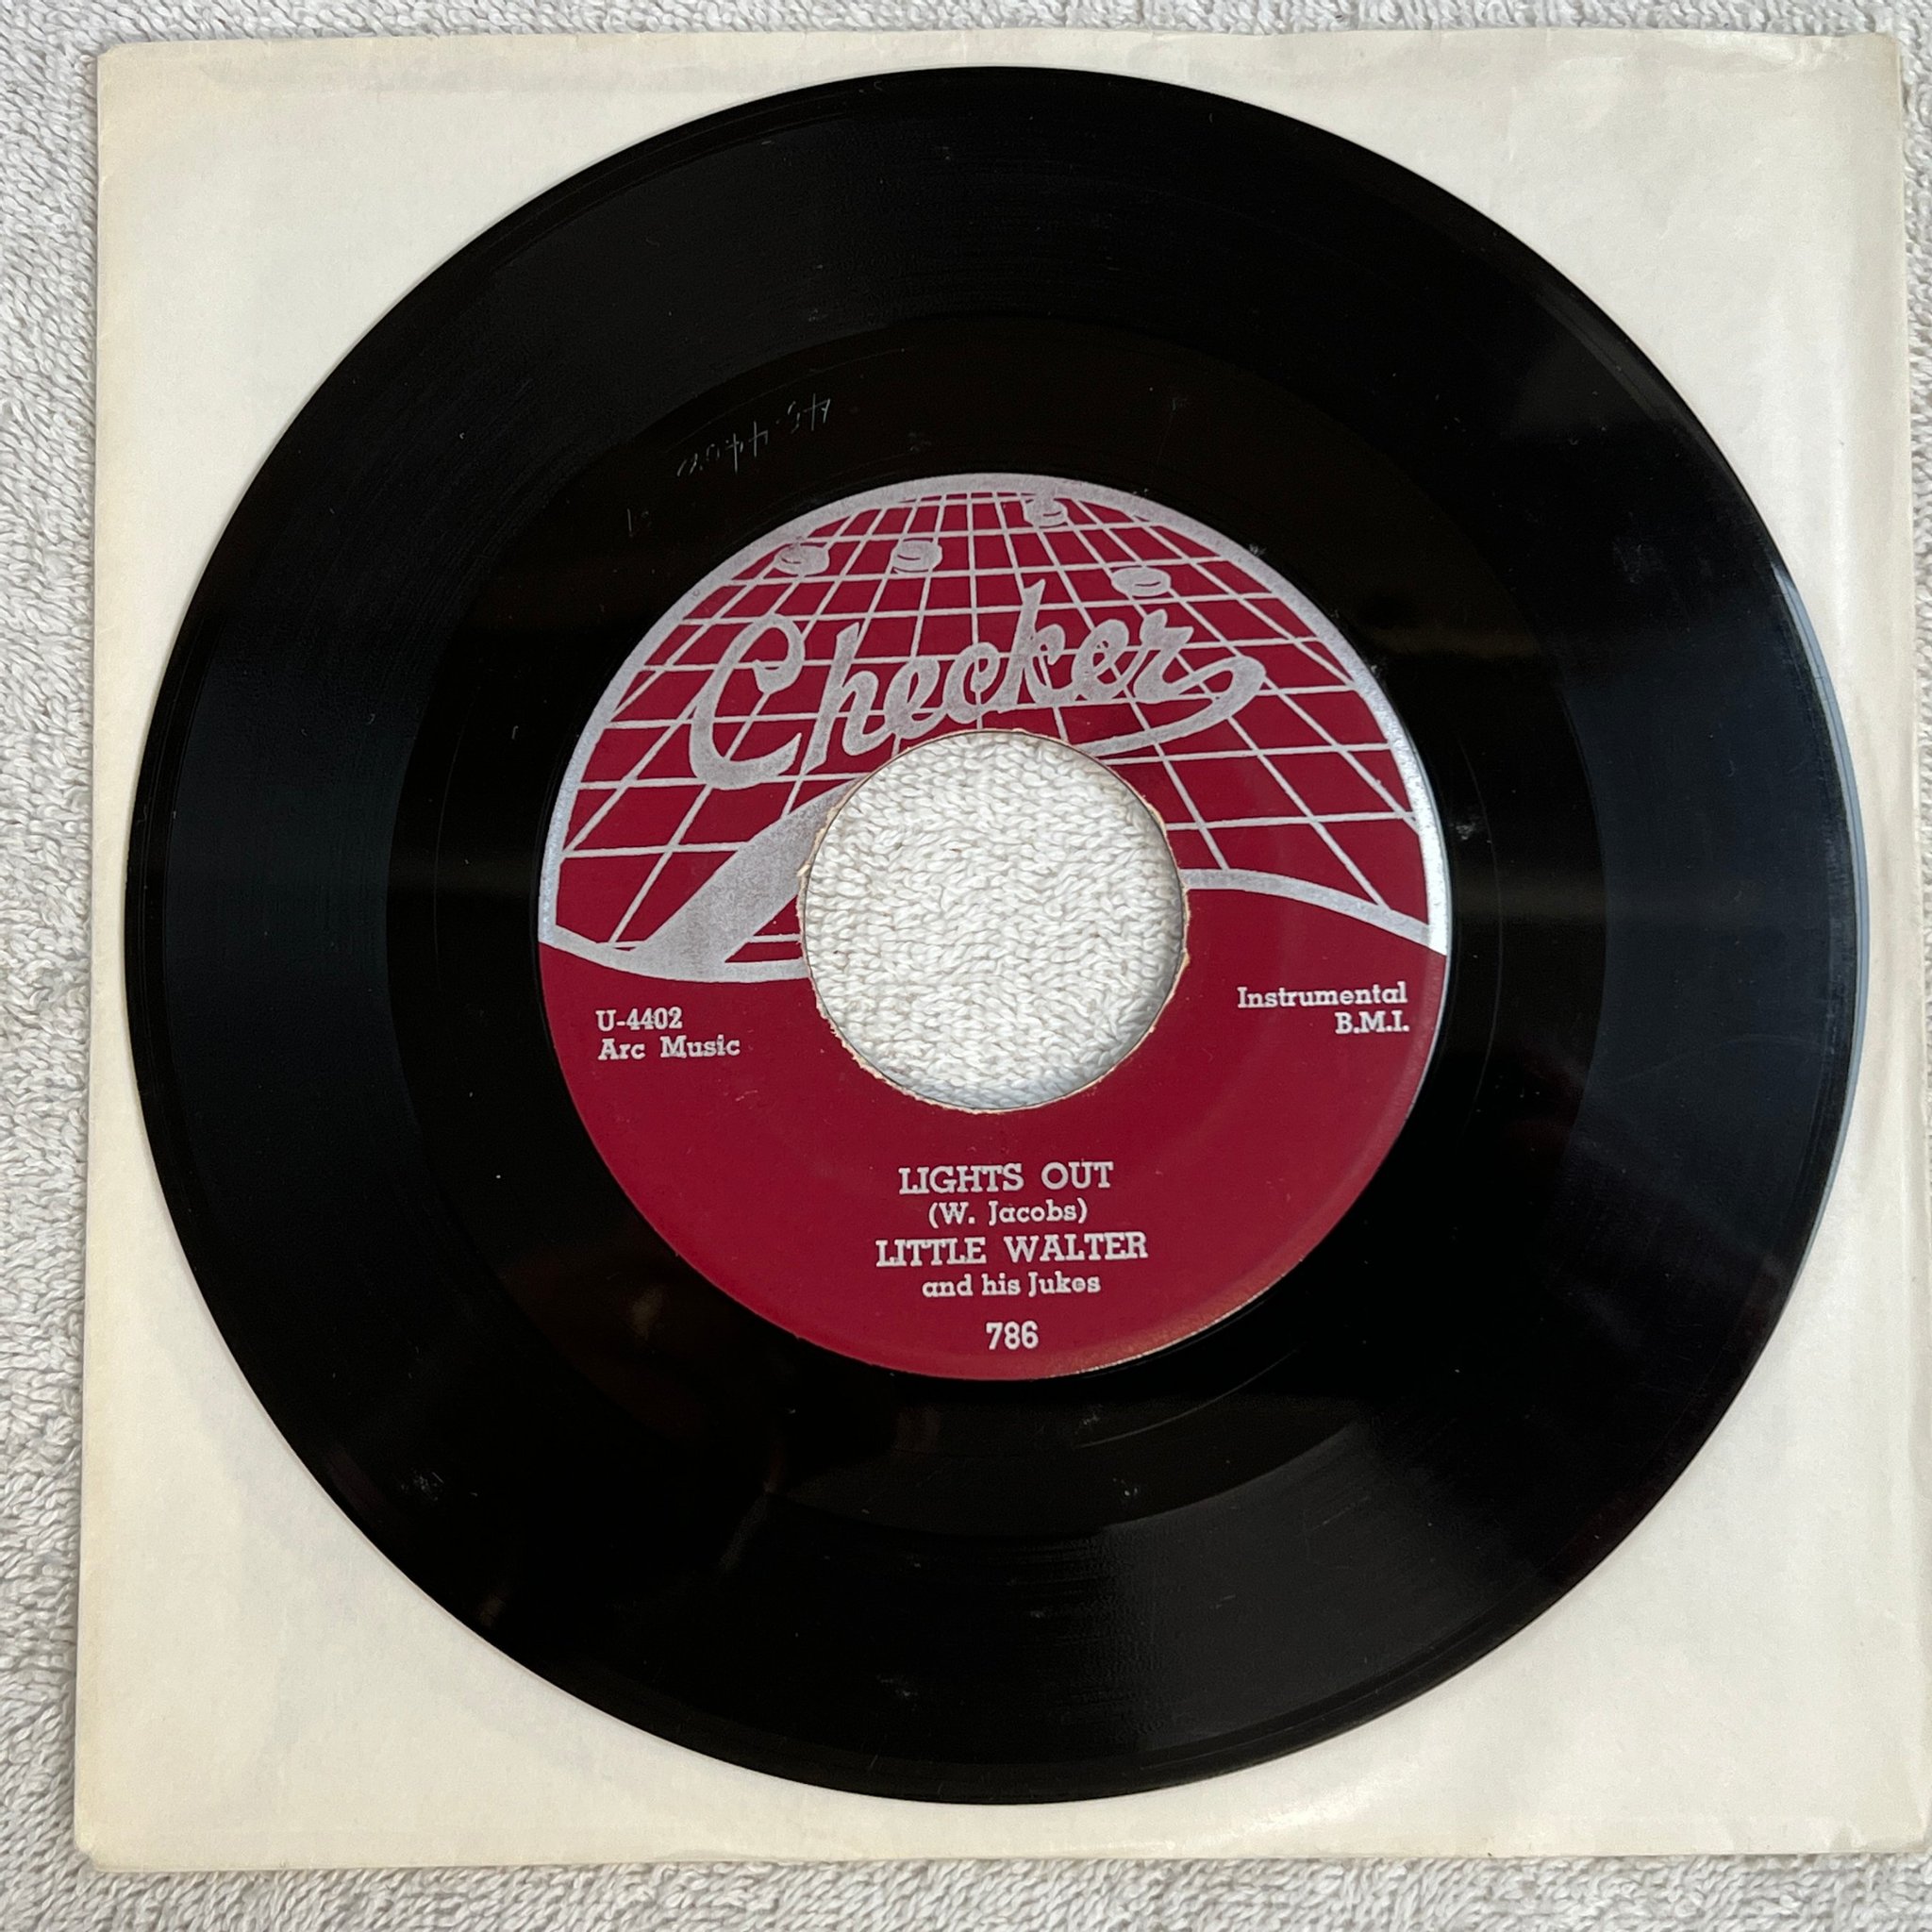 Checker
U-4402
Arc Music
Instrumental
B.M.I.
LIGHTS OUT
(W. Jacobs)
LITTLE WALTER
and his Jukes
786